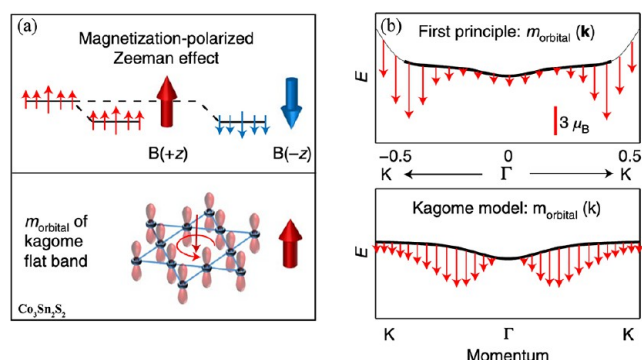 (a)
Magnetization-polarized
Zeeman effect
B(+z)
B(−z)
m_orbital of
kagome
flat band
Co₃Sn₂S₂
(b)
First principle: m_orbital (k)
E
3 μ_B
−0.5
0
0.5
K
Γ
K
Kagome model: m_orbital (k)
E
K
Γ
K
Momentum